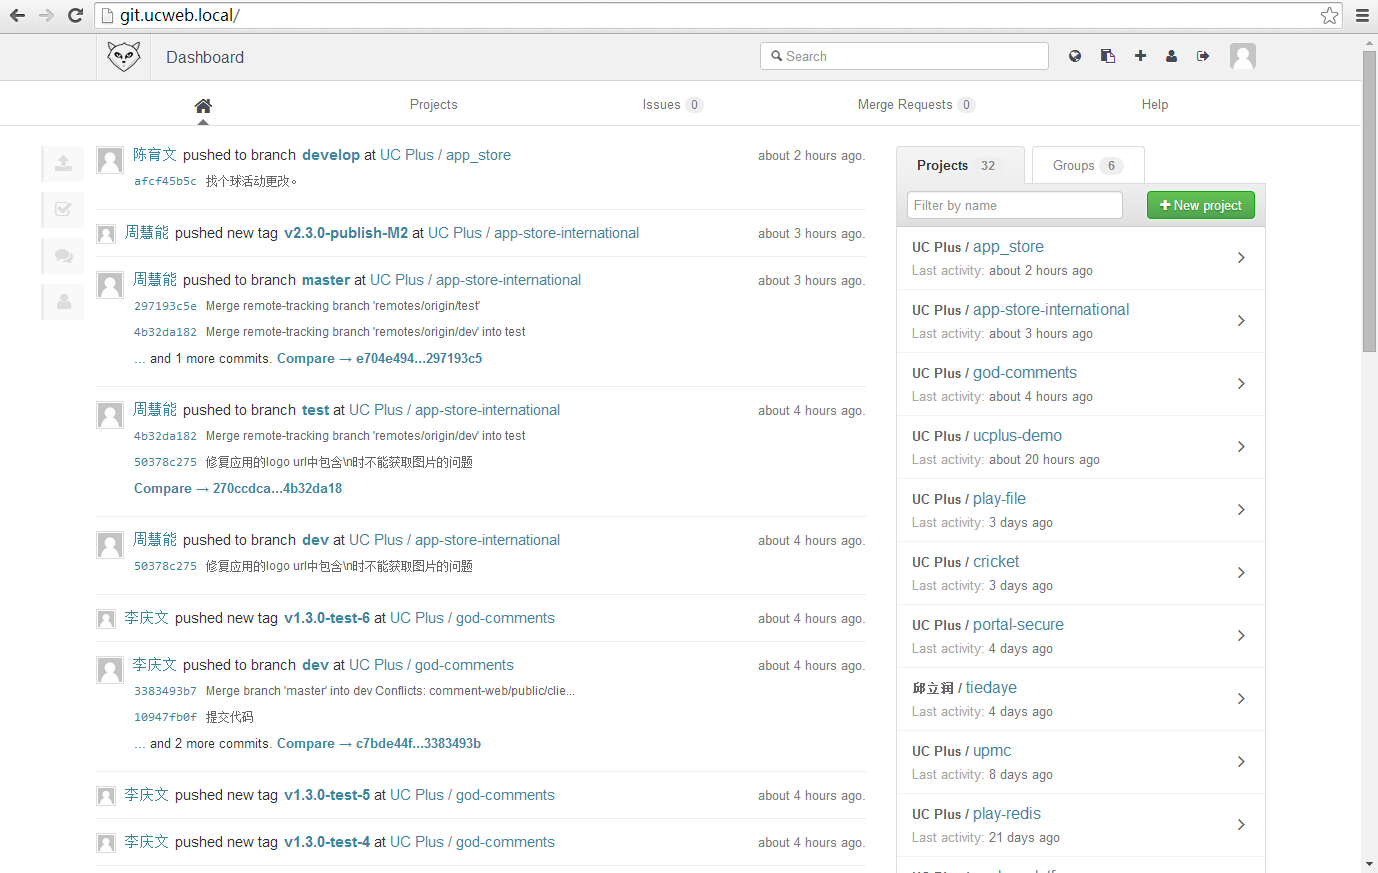 git.ucweb.local/
Dashboard
Search
Projects
Issues 0
Merge Requests 0
Help
陈育文 pushed to branch develop at UC Plus / app_store
about 2 hours ago.
afcf45b5c 找个球活动更改。
周慧能 pushed new tag v2.3.0-publish-M2 at UC Plus / app-store-international
about 3 hours ago.
周慧能 pushed to branch master at UC Plus / app-store-international
about 3 hours ago.
297193c5e Merge remote-tracking branch 'remotes/origin/test'
4b32da182 Merge remote-tracking branch 'remotes/origin/dev' into test
... and 1 more commits. Compare → e704e494...297193c5
周慧能 pushed to branch test at UC Plus / app-store-international
about 4 hours ago.
4b32da182 Merge remote-tracking branch 'remotes/origin/dev' into test
50378c275 修复应用的logo url中包含\n时不能获取图片的问题
Compare → 270ccdca...4b32da18
周慧能 pushed to branch dev at UC Plus / app-store-international
about 4 hours ago.
50378c275 修复应用的logo url中包含\n时不能获取图片的问题
李庆文 pushed new tag v1.3.0-test-6 at UC Plus / god-comments
about 4 hours ago.
李庆文 pushed to branch dev at UC Plus / god-comments
about 4 hours ago.
3383493b7 Merge branch 'master' into dev Conflicts: comment-web/public/clie...
10947fb0f 提交代码
... and 2 more commits. Compare → c7bde44f...3383493b
李庆文 pushed new tag v1.3.0-test-5 at UC Plus / god-comments
about 4 hours ago.
李庆文 pushed new tag v1.3.0-test-4 at UC Plus / god-comments
about 4 hours ago.
Projects 32
Groups 6
Filter by name
New project
UC Plus / app_store
Last activity: about 2 hours ago
UC Plus / app-store-international
Last activity: about 3 hours ago
UC Plus / god-comments
Last activity: about 4 hours ago
UC Plus / ucplus-demo
Last activity: about 20 hours ago
UC Plus / play-file
Last activity: 3 days ago
UC Plus / cricket
Last activity: 3 days ago
UC Plus / portal-secure
Last activity: 4 days ago
邱立润 / tiedaye
Last activity: 4 days ago
UC Plus / upmc
Last activity: 8 days ago
UC Plus / play-redis
Last activity: 21 days ago